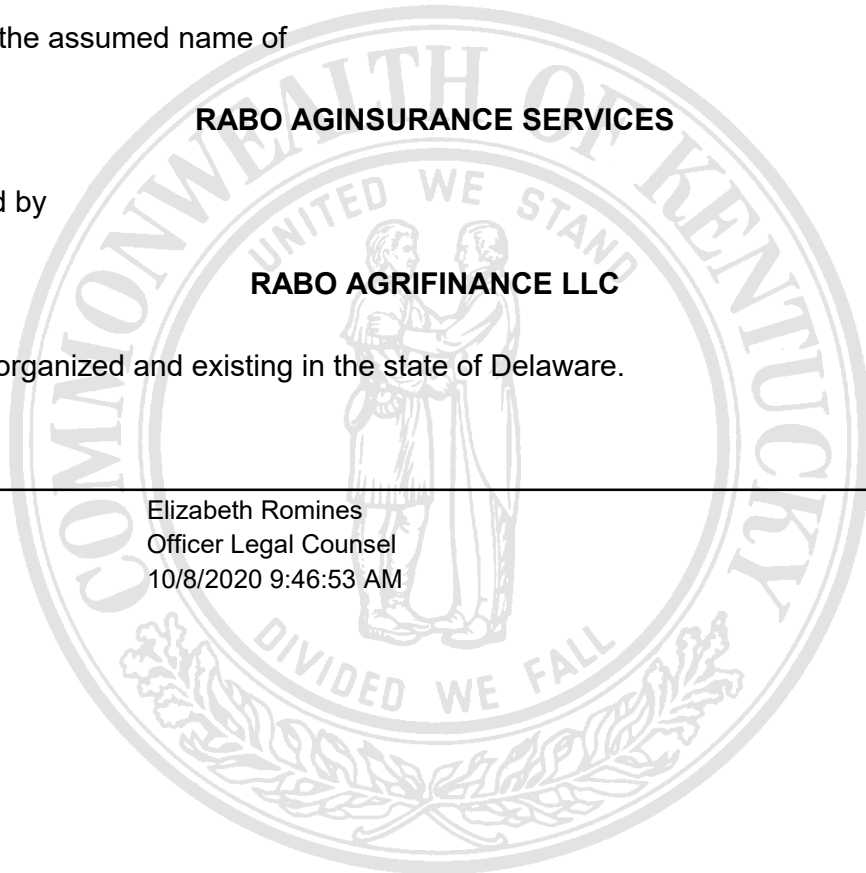 the assumed name of
RABO AGINSURANCE SERVICES
d by
RABO AGRIFINANCE LLC
organized and existing in the state of Delaware.
Elizabeth Romines
Officer Legal Counsel
10/8/2020 9:46:53 AM
COMMONWEALTH OF KENTUCKY
UNITED WE STAND
DIVIDED WE FALL